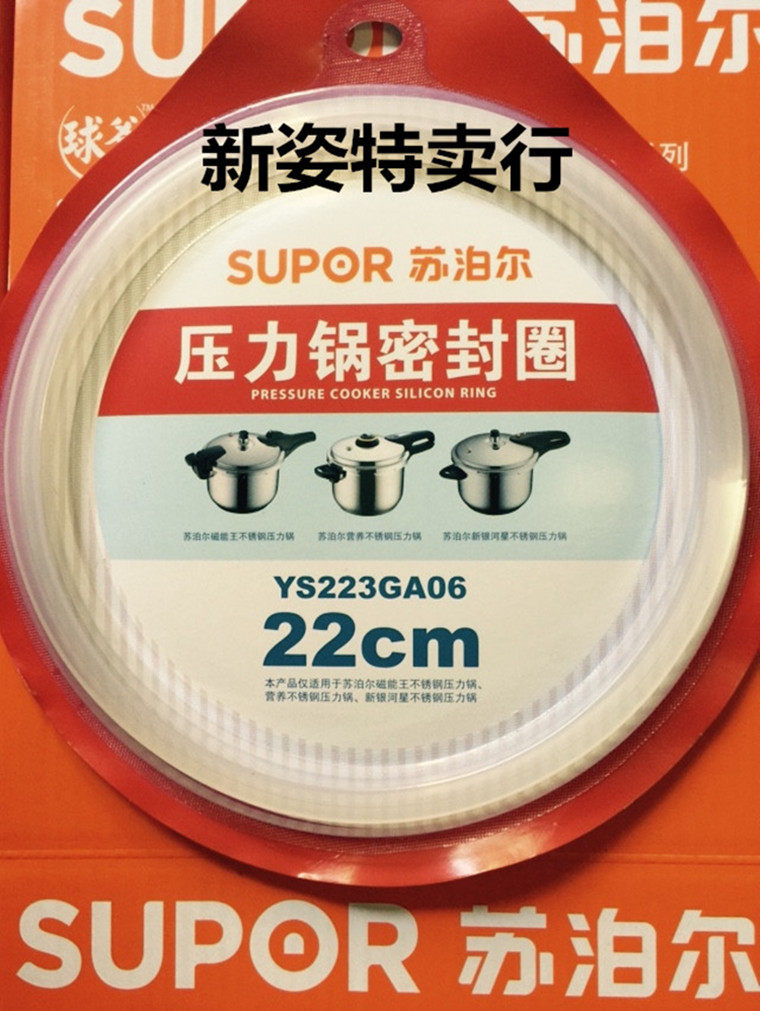 SUPOR 苏泊尔
球
列
新姿特卖行
SUPOR 苏泊尔
压力锅密封圈
PRESSURE COOKER SILICON RING
苏泊尔磁能王不锈钢压力锅 苏泊尔营养不锈钢压力锅 苏泊尔新银河星不锈钢压力锅
YS223GA06
22cm
本产品仅适用于苏泊尔磁能王不锈钢压力锅、
营养不锈钢压力锅、新银河星不锈钢压力锅
SUPOR 苏泊尔